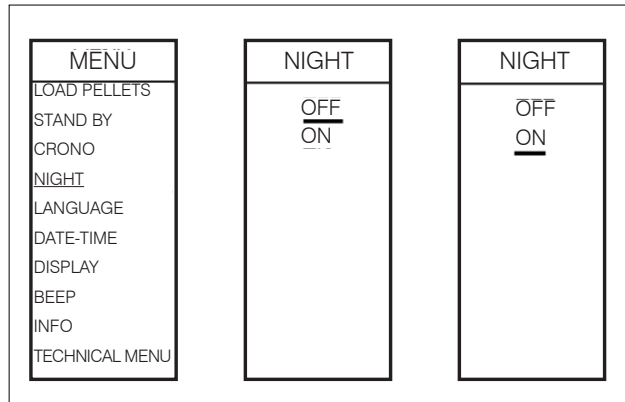 MENU
LOAD PELLETS
STAND BY
CRONO
NIGHT
LANGUAGE
DATE-TIME
DISPLAY
BEEP
INFO
TECHNICAL MENU
NIGHT
OFF
ON
NIGHT
OFF
ON